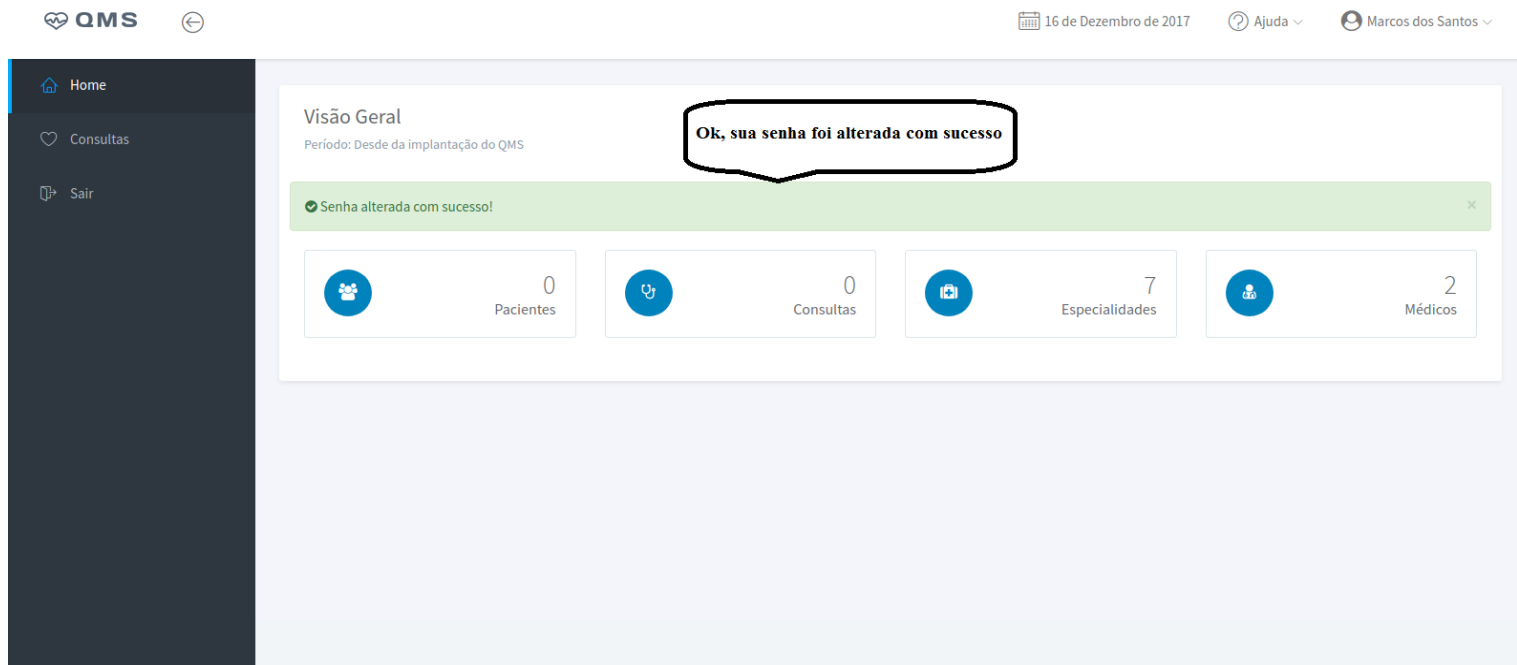 QMS
16 de Dezembro de 2017
Ajuda
Marcos dos Santos
Home
Consultas
Sair
Visão Geral
Período: Desde da implantação do QMS
Ok, sua senha foi alterada com sucesso
Senha alterada com sucesso!
×
0
Pacientes
0
Consultas
7
Especialidades
2
Médicos